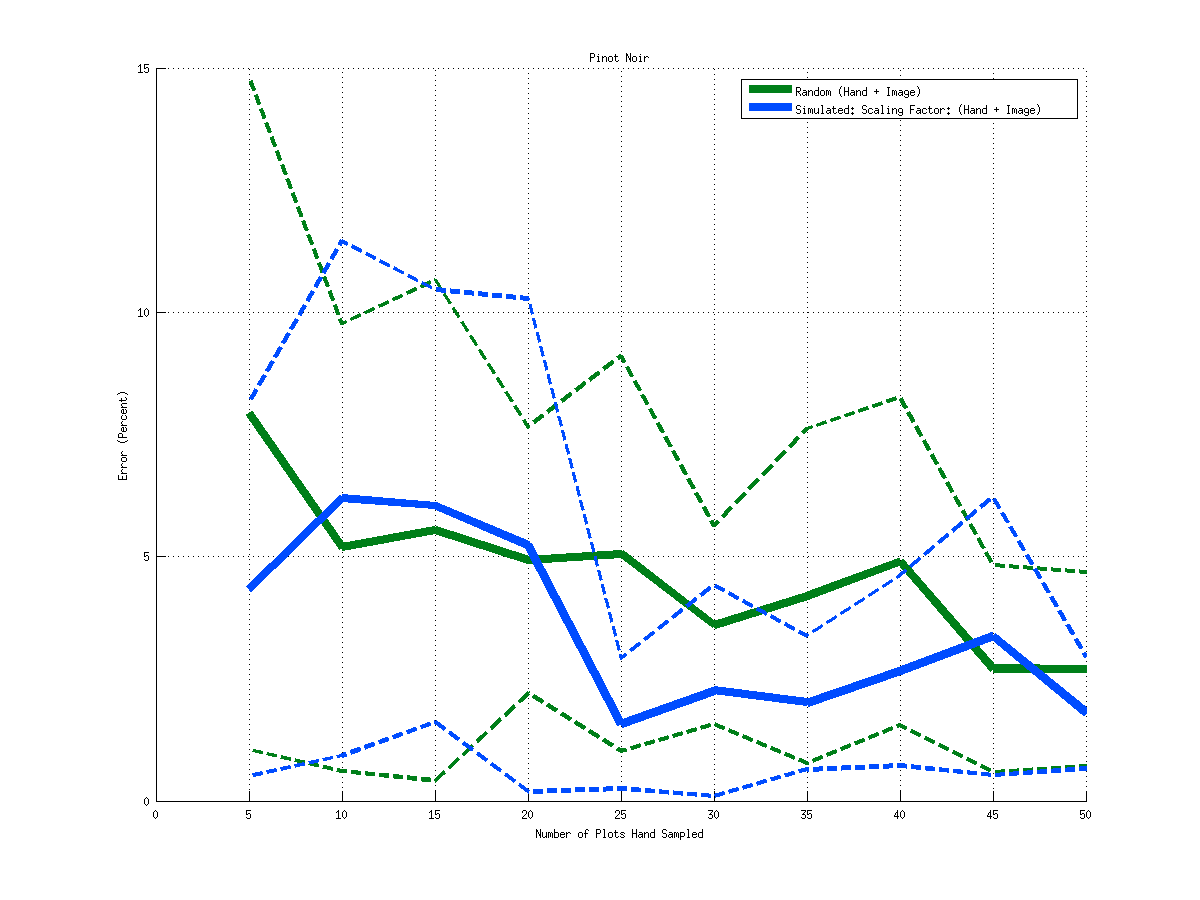 Pinot Noir
15
Random (Hand + Image)
Simulated: Scaling Factor: (Hand + Image)
10
Error (Percent)
5
0
0 5 10 15 20 25 30 35 40 45 50
Number of Plots Hand Sampled